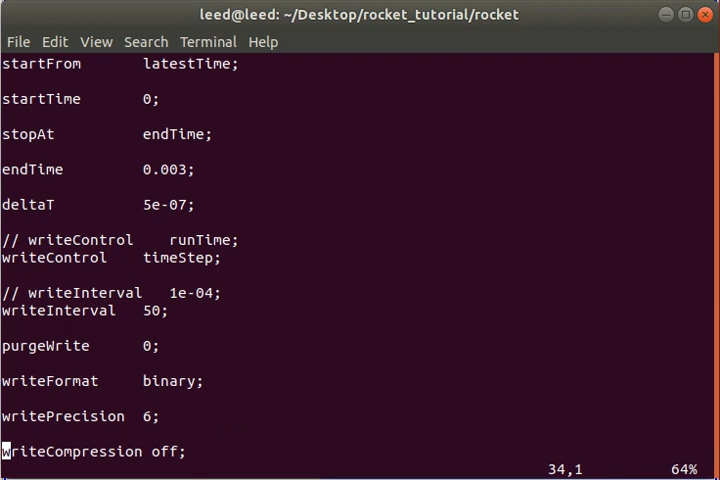 leed@leed: ~/Desktop/rocket_tutorial/rocket
File Edit View Search Terminal Help
startFrom latestTime;
startTime 0;
stopAt endTime;
endTime 0.003;
deltaT 5e-07;
// writeControl runTime;
writeControl timeStep;
// writeInterval 1e-04;
writeInterval 50;
purgeWrite 0;
writeFormat binary;
writePrecision 6;
writeCompression off;
34,1 64%